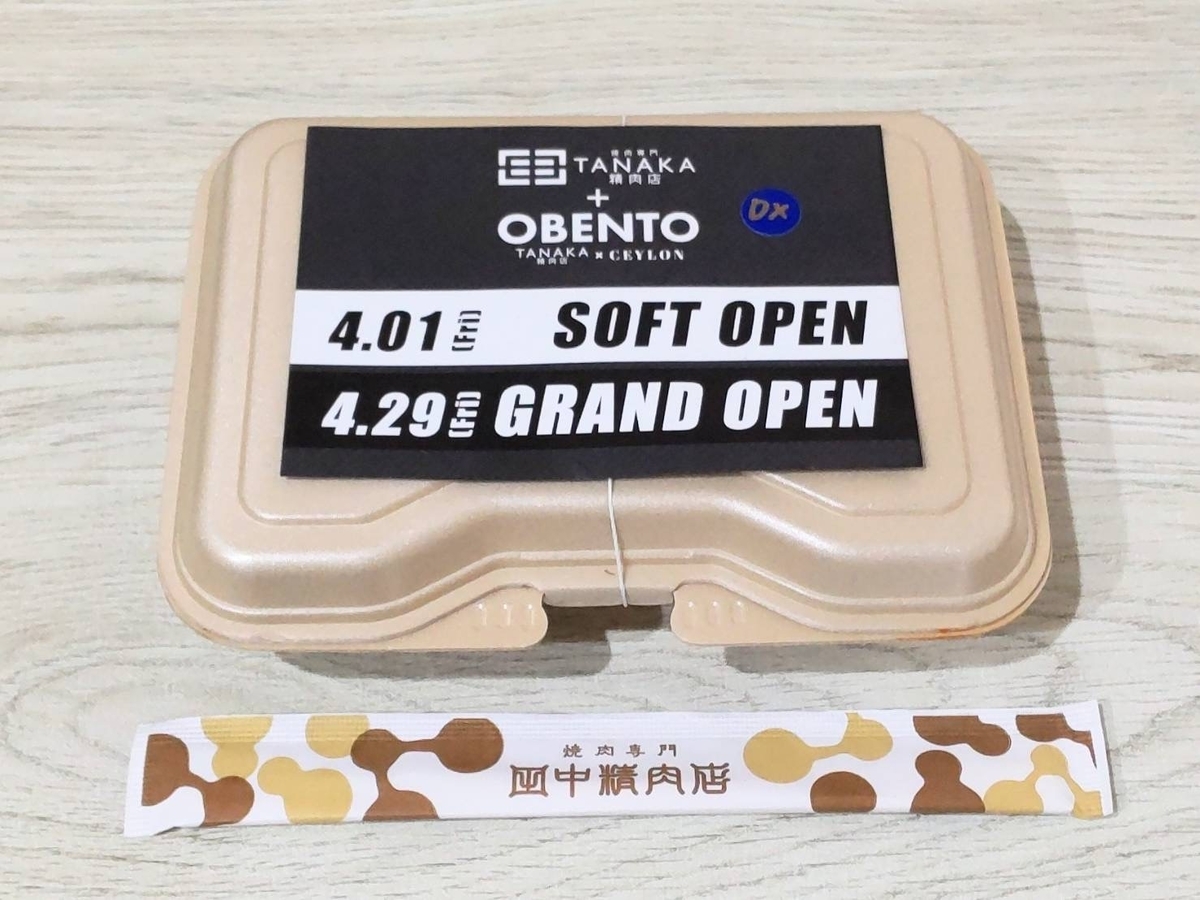 焼肉専門
TANAKA
精肉店
+
OBENTO
TANAKA × CEYLON
精肉店
DX
4.01 (Fri) SOFT OPEN
4.29 (Fri) GRAND OPEN
焼肉専門
田中精肉店